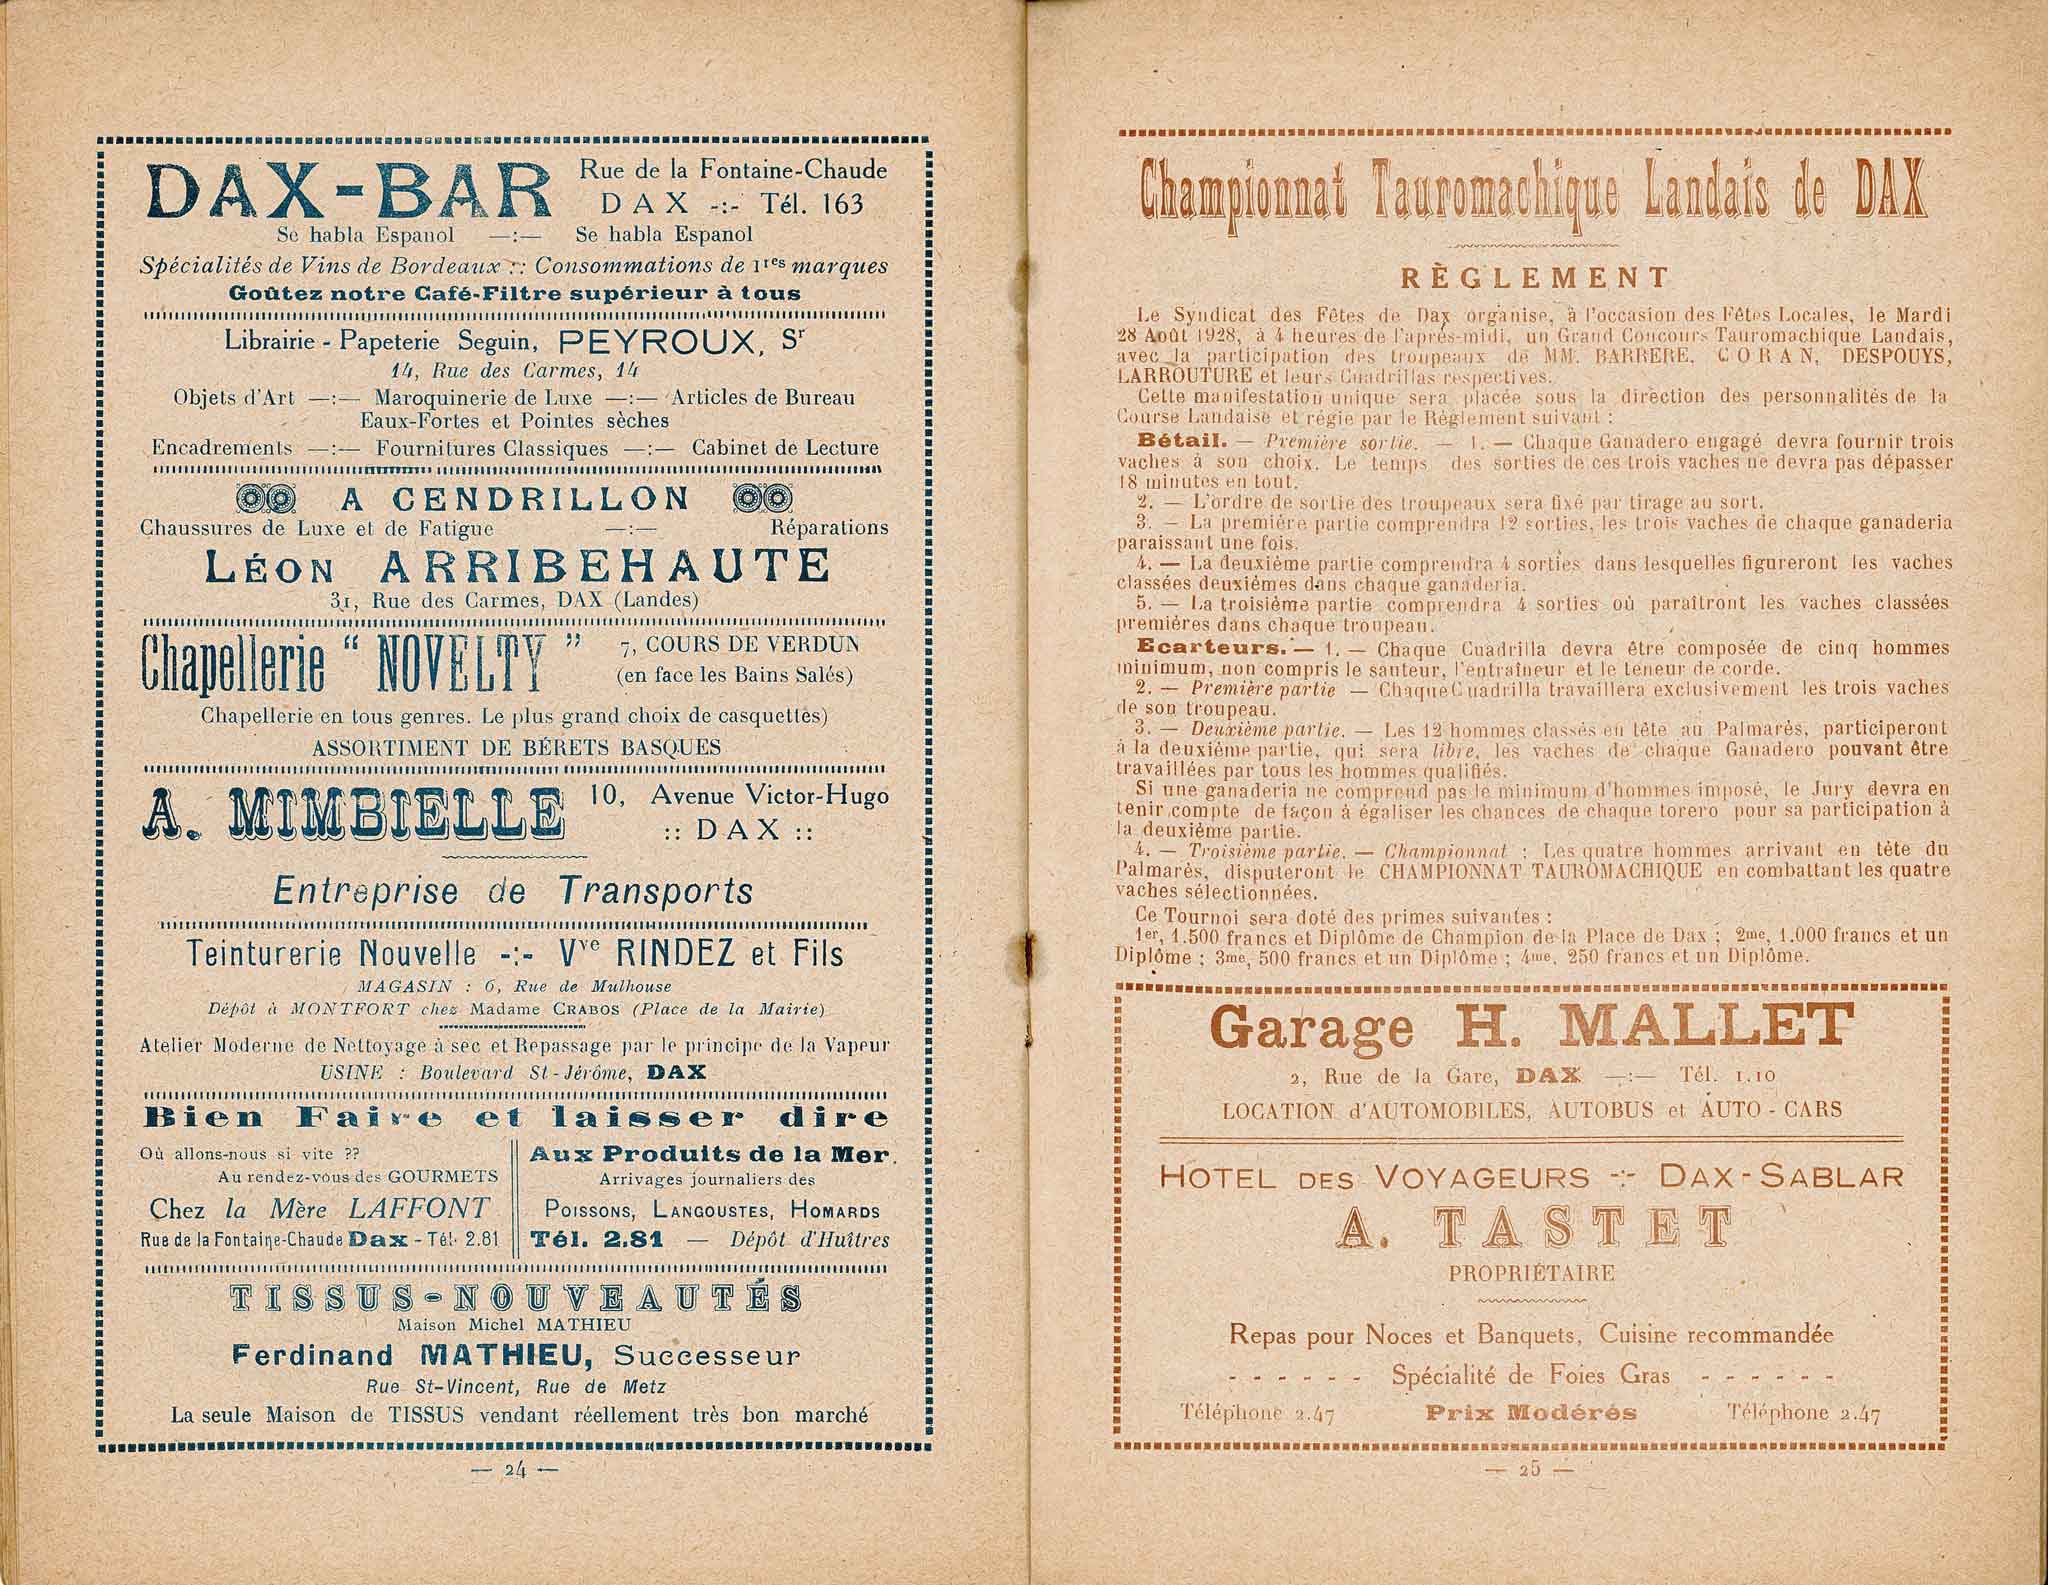 DAX-BAR
Rue de la Fontaine-Chaude
DAX -:- Tél. 163
Se habla Espanol —:— Se habla Espanol
Spécialités de Vins de Bordeaux :: Consommations de 1res marques
Goûtez notre Café-Filtre supérieur à tous
Librairie - Papeterie Seguin, PEYROUX, Sr
14, Rue des Carmes, 14
Objets d'Art —:— Maroquinerie de Luxe —:— Articles de Bureau
Eaux-Fortes et Pointes sèches
Encadrements —:— Fournitures Classiques —:— Cabinet de Lecture
A CENDRILLON
Chaussures de Luxe et de Fatigue —:— Réparations
LÉON ARRIBEHAUTE
31, Rue des Carmes, DAX (Landes)
Chapellerie " NOVELTY "
7, COURS DE VERDUN
(en face les Bains Salés)
Chapellerie en tous genres. Le plus grand choix de casquettes)
ASSORTIMENT DE BÉRETS BASQUES
A. MIMBIELLE
10, Avenue Victor-Hugo
:: DAX ::
Entreprise de Transports
Teinturerie Nouvelle -:- Vve RINDEZ et Fils
MAGASIN : 6, Rue de Mulhouse
Dépôt à MONTFORT chez Madame CRABOS (Place de la Mairie)
Atelier Moderne de Nettoyage à sec et Repassage par le principe de la Vapeur
USINE : Boulevard St-Jérôme, DAX
Bien Faire et laisser dire
Où allons-nous si vite ??
Au rendez-vous des GOURMETS
Chez la Mère LAFFONT
Rue de la Fontaine-Chaude Dax - Tél. 2.81
Aux Produits de la Mer.
Arrivages journaliers des
POISSONS, LANGOUSTES, HOMARDS
Tél. 2.81 — Dépôt d'Huîtres
TISSUS-NOUVEAUTÉS
Maison Michel MATHIEU
Ferdinand MATHIEU, Successeur
Rue St-Vincent, Rue de Metz
La seule Maison de TISSUS vendant réellement très bon marché
— 24 —
Championnat Tauromachique Landais de DAX
RÈGLEMENT
Le Syndicat des Fêtes de Dax organise, à l'occasion des Fêtes Locales, le Mardi
28 Août 1928, à 4 heures de l'après-midi, un Grand Concours Tauromachique Landais,
avec la participation des troupeaux de MM. BARRERE, CORAN, DESPOUYS,
LARROUTURE et leurs Cuadrillas respectives.
Cette manifestation unique sera placée sous la direction des personnalités de la
Course Landaise et régie par le Règlement suivant :
Bétail. — Première sortie. — 1. — Chaque Ganadero engagé devra fournir trois
vaches à son choix. Le temps des sorties de ces trois vaches ne devra pas dépasser
18 minutes en tout.
2. — L'ordre de sortie des troupeaux sera fixé par tirage au sort.
3. — La première partie comprendra 12 sorties, les trois vaches de chaque ganaderia
paraissant une fois.
4. — La deuxième partie comprendra 4 sorties dans lesquelles figureront les vaches
classées deuxièmes dans chaque ganaderia.
5. — La troisième partie comprendra 4 sorties où paraîtront les vaches classées
premières dans chaque troupeau.
Ecarteurs. — 1. — Chaque Cuadrilla devra être composée de cinq hommes
minimum, non compris le sauteur, l'entraîneur et le teneur de corde.
2. — Première partie — Chaque Cuadrilla travaillera exclusivement les trois vaches
de son troupeau.
3. — Deuxième partie. — Les 12 hommes classés en tête au Palmarès, participeront
à la deuxième partie, qui sera libre, les vaches de chaque Ganadero pouvant être
travaillées par tous les hommes qualifiés.
Si une ganaderia ne comprend pas le minimum d'hommes imposé, le Jury devra en
tenir compte de façon à égaliser les chances de chaque torero pour sa participation à
la deuxième partie.
4. — Troisième partie. — Championnat : Les quatre hommes arrivant en tête du
Palmarès, disputeront le CHAMPIONNAT TAUROMACHIQUE en combattant les quatre
vaches sélectionnées.
Ce Tournoi sera doté des primes suivantes :
1er, 1.500 francs et Diplôme de Champion de la Place de Dax ; 2me, 1.000 francs et un
Diplôme ; 3me, 500 francs et un Diplôme ; 4me, 250 francs et un Diplôme.
Garage H. MALLET
2, Rue de la Gare, DAX —:— Tél. 1.10
LOCATION d'AUTOMOBILES, AUTOBUS et AUTO-CARS
HOTEL DES VOYAGEURS -:- DAX-SABLAR
A. TASTET
PROPRIÉTAIRE
Repas pour Noces et Banquets, Cuisine recommandée
- - - - - - Spécialité de Foies Gras - - - - - -
Téléphone 2.47 Prix Modérés Téléphone 2.47
— 25 —